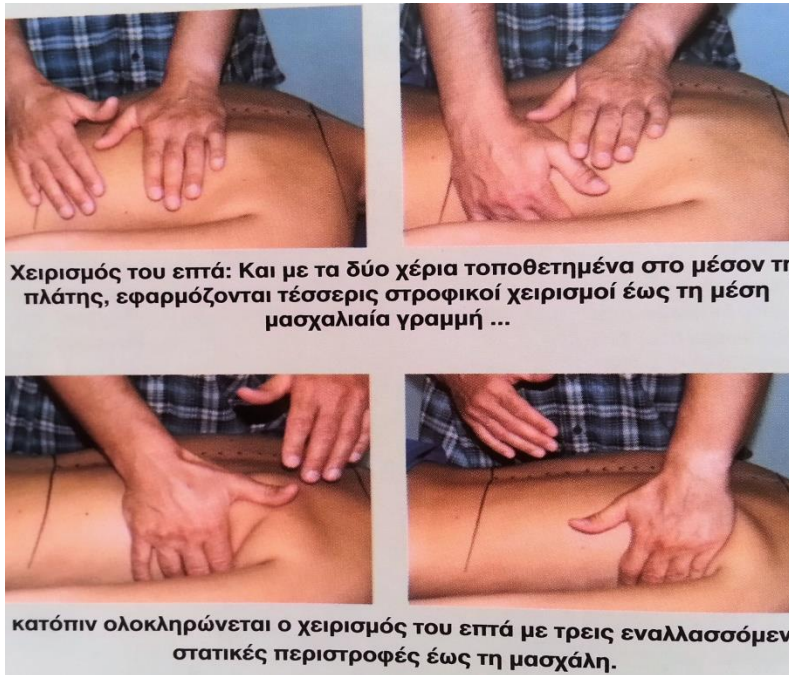 Χειρισμός του επτά: Και με τα δύο χέρια τοποθετημένα στο μέσον τη
πλάτης, εφαρμόζονται τέσσερις στροφικοί χειρισμοί έως τη μέση
μασχαλιαία γραμμή ...
κατόπιν ολοκληρώνεται ο χειρισμός του επτά με τρεις εναλλασσόμεν
στατικές περιστροφές έως τη μασχάλη.